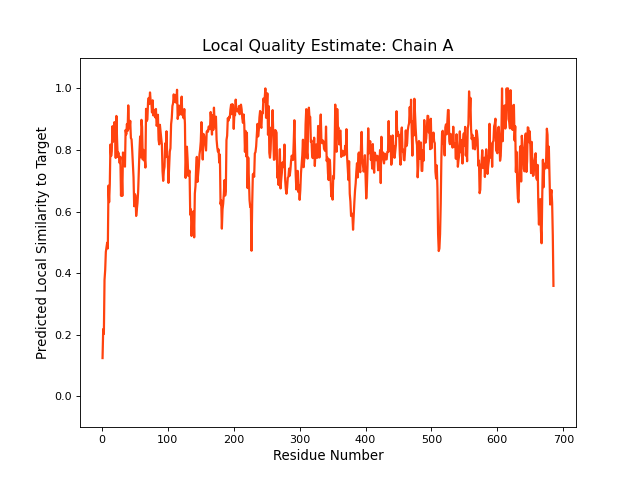 Local Quality Estimate: Chain A
Predicted Local Similarity to Target
1.0
0.8
0.6
0.4
0.2
0.0
0 100 200 300 400 500 600 700
Residue Number